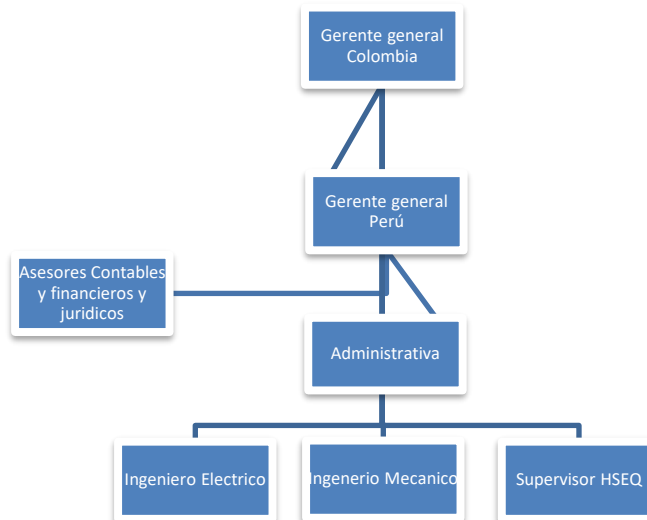 Gerente general
Colombia
Gerente general
Perú
Asesores Contables
y financieros y
juridicos
Administrativa
Ingeniero Electrico
Ingenerio Mecanico
Supervisor HSEQ